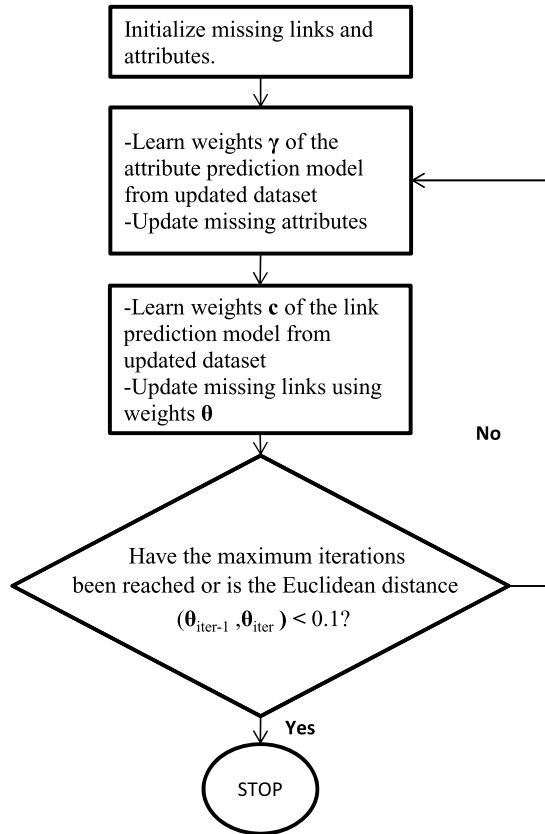 Initialize missing links and
attributes.
-Learn weights γ of the
attribute prediction model
from updated dataset
-Update missing attributes
-Learn weights c of the link
prediction model from
updated dataset
-Update missing links using
weights θ
No
Have the maximum iterations
been reached or is the Euclidean distance
(θiter-1 ,θiter ) < 0.1?
Yes
STOP